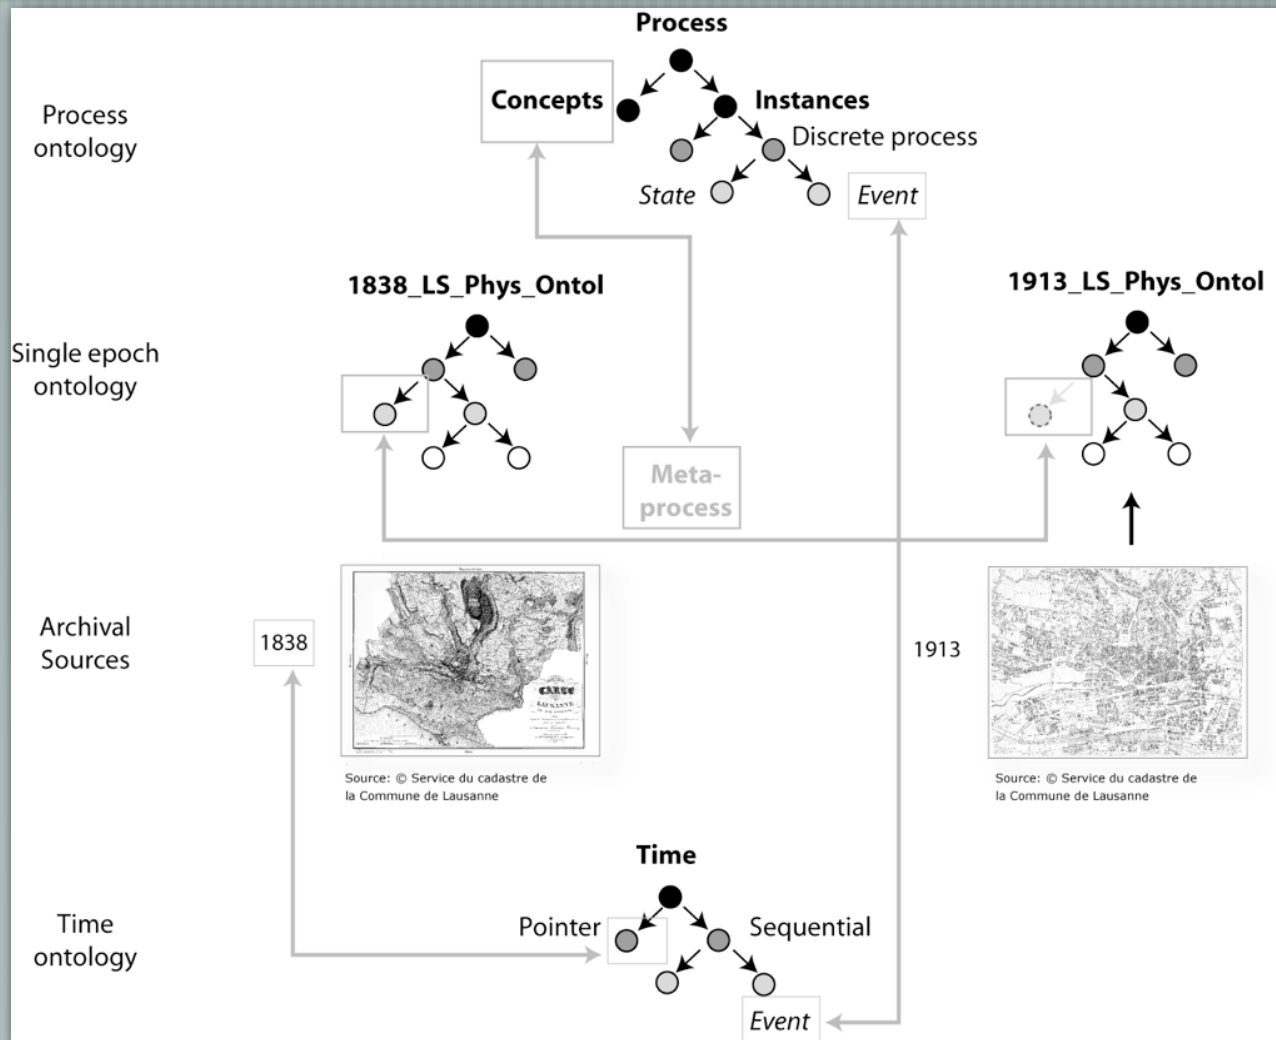 Process
Concepts
Instances
Process
ontology
Discrete process
State
Event
1838_LS_Phys_Ontol
1913_LS_Phys_Ontol
Single epoch
ontology
Meta-
process
Archival
Sources
1838
CARTE
LAUSANNE
1913
Source: © Service du cadastre de
la Commune de Lausanne
Source: © Service du cadastre de
la Commune de Lausanne
Time
Pointer
Sequential
Time
ontology
Event